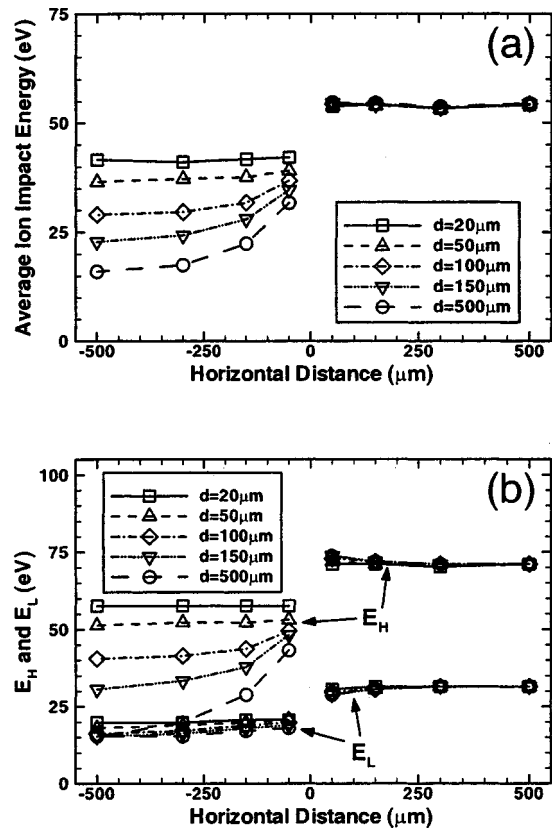 (a)
Average Ion Impact Energy (eV)
75
50
25
0
d=20μm
d=50μm
d=100μm
d=150μm
d=500μm
-500 -250 0 250 500
Horizontal Distance (μm)
(b)
E_H and E_L (eV)
100
75
50
25
0
d=20μm
d=50μm
d=100μm
d=150μm
d=500μm
E_H
E_L
-500 -250 0 250 500
Horizontal Distance (μm)